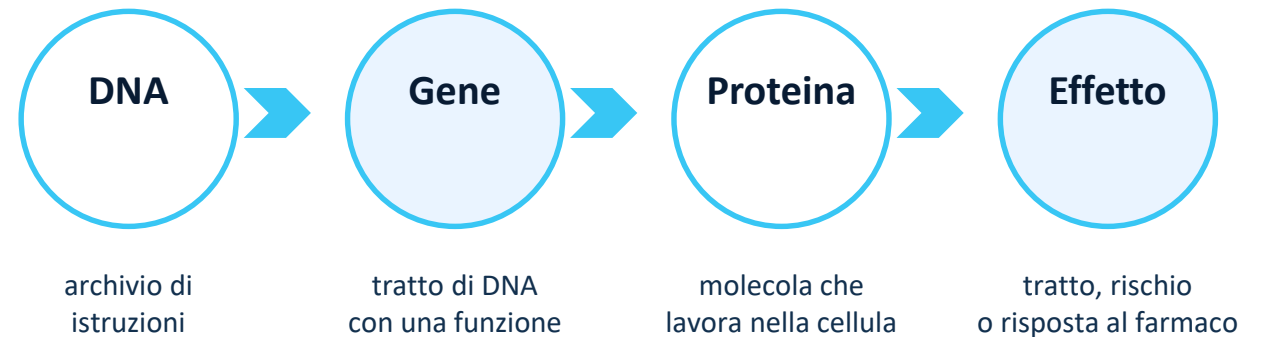 DNA
Gene
Proteina
Effetto
archivio di
istruzioni
tratto di DNA
con una funzione
molecola che
lavora nella cellula
tratto, rischio
o risposta al farmaco